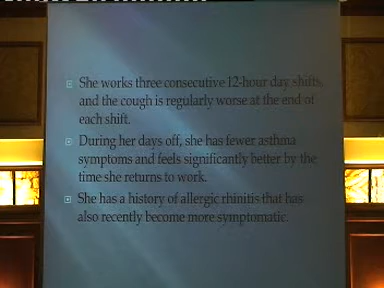 She works three consecutive 12-hour day shifts,
and the cough is regularly worse at the end of
each shift.
During her days off, she has fewer asthma
symptoms and feels significantly better by the
time she returns to work.
She has a history of allergic rhinitis that has
also recently become more symptomatic.